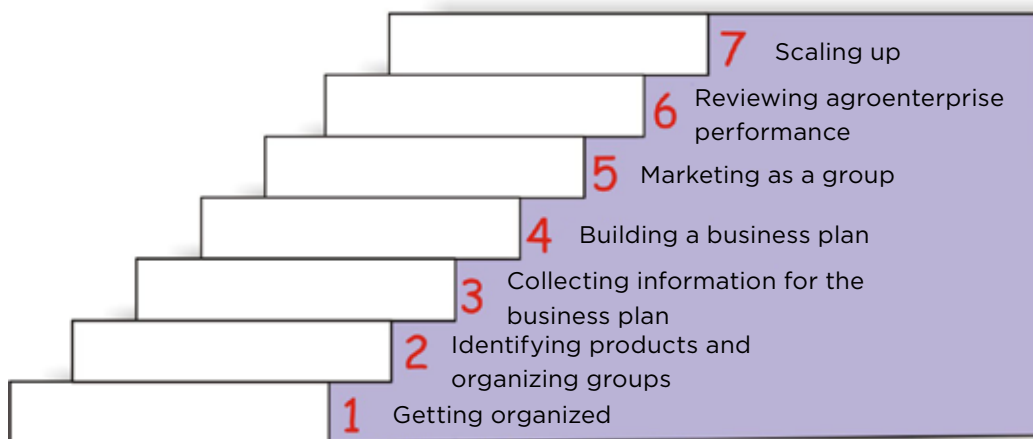 7 Scaling up
6 Reviewing agroenterprise
performance
5 Marketing as a group
4 Building a business plan
3 Collecting information for the
business plan
2 Identifying products and
organizing groups
1 Getting organized